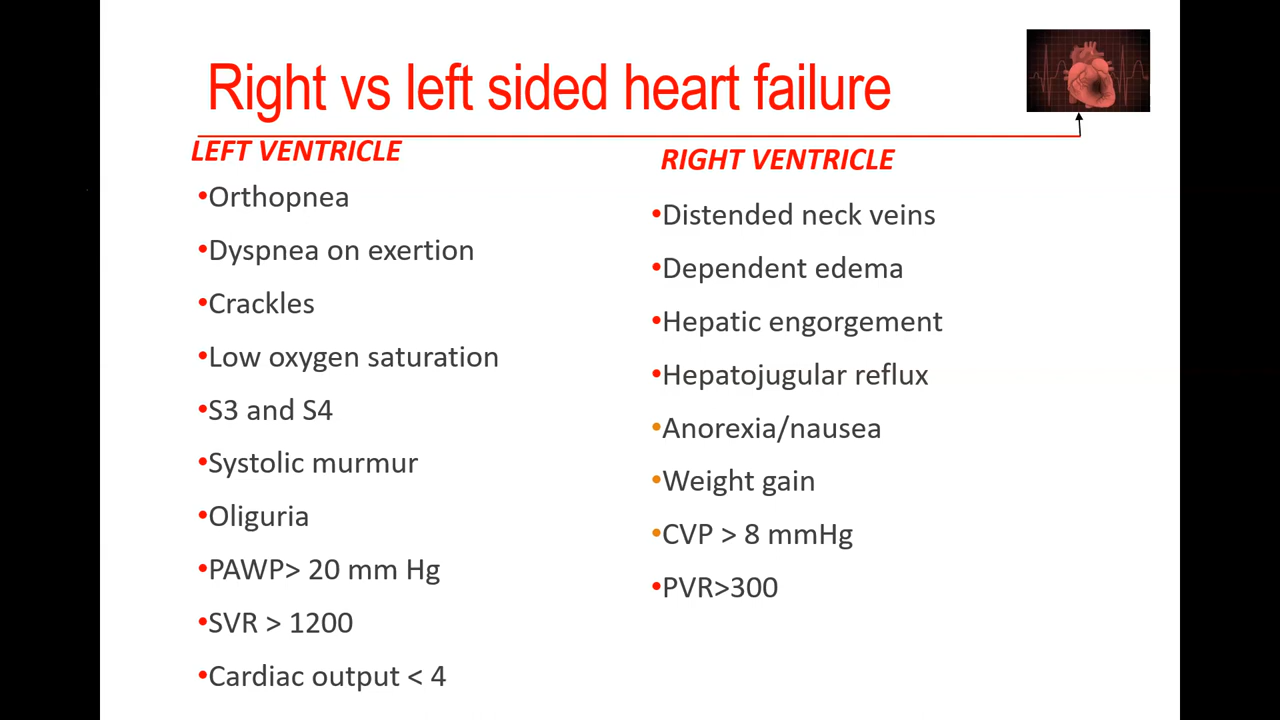 Right vs left sided heart failure
LEFT VENTRICLE
•Orthopnea
•Dyspnea on exertion
•Crackles
•Low oxygen saturation
•S3 and S4
•Systolic murmur
•Oliguria
•PAWP> 20 mm Hg
•SVR > 1200
•Cardiac output < 4
RIGHT VENTRICLE
•Distended neck veins
•Dependent edema
•Hepatic engorgement
•Hepatojugular reflux
•Anorexia/nausea
•Weight gain
•CVP > 8 mmHg
•PVR>300